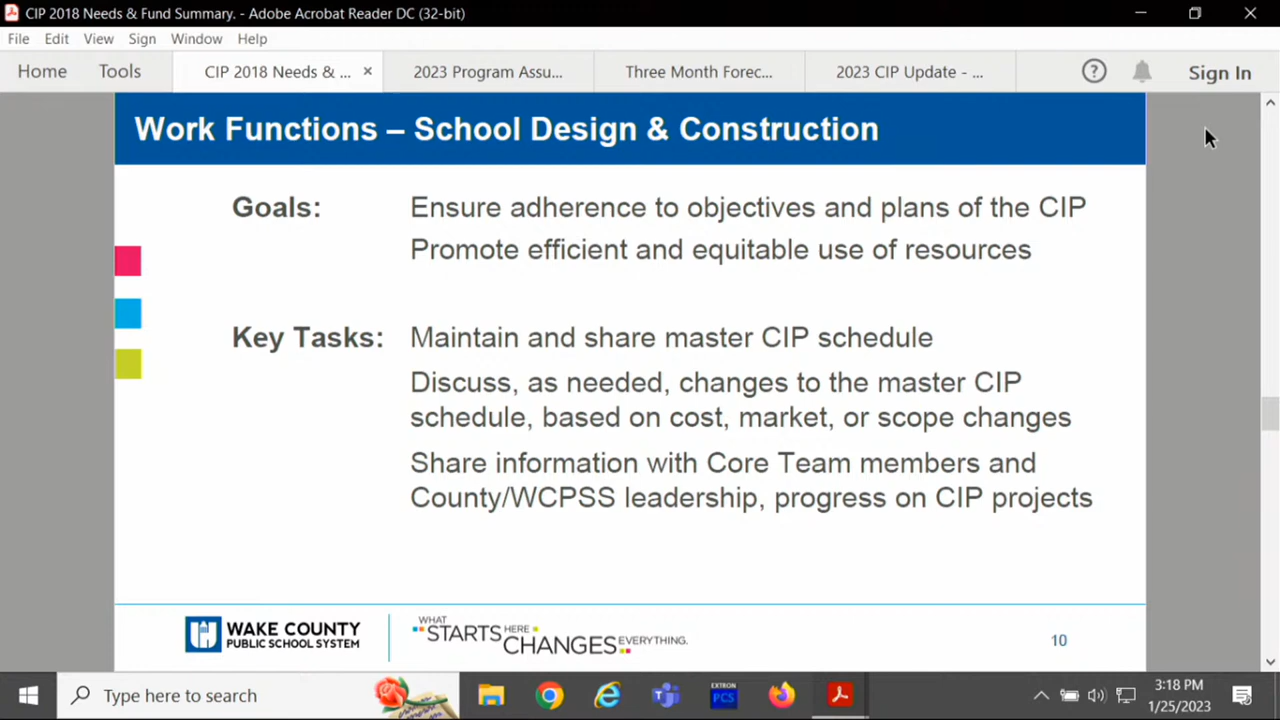 CIP 2018 Needs & Fund Summary. - Adobe Acrobat Reader DC (32-bit)
File Edit View Sign Window Help
Home Tools CIP 2018 Needs & ... × 2023 Program Assu... Three Month Forec... 2023 CIP Update - ... ? Sign In
Work Functions – School Design & Construction
Goals: Ensure adherence to objectives and plans of the CIP
Promote efficient and equitable use of resources
Key Tasks: Maintain and share master CIP schedule
Discuss, as needed, changes to the master CIP
schedule, based on cost, market, or scope changes
Share information with Core Team members and
County/WCPSS leadership, progress on CIP projects
WAKE COUNTY
PUBLIC SCHOOL SYSTEM
WHAT
STARTS HERE
CHANGES EVERYTHING.
10
Type here to search
EXTRON
PCS
3:18 PM
1/25/2023